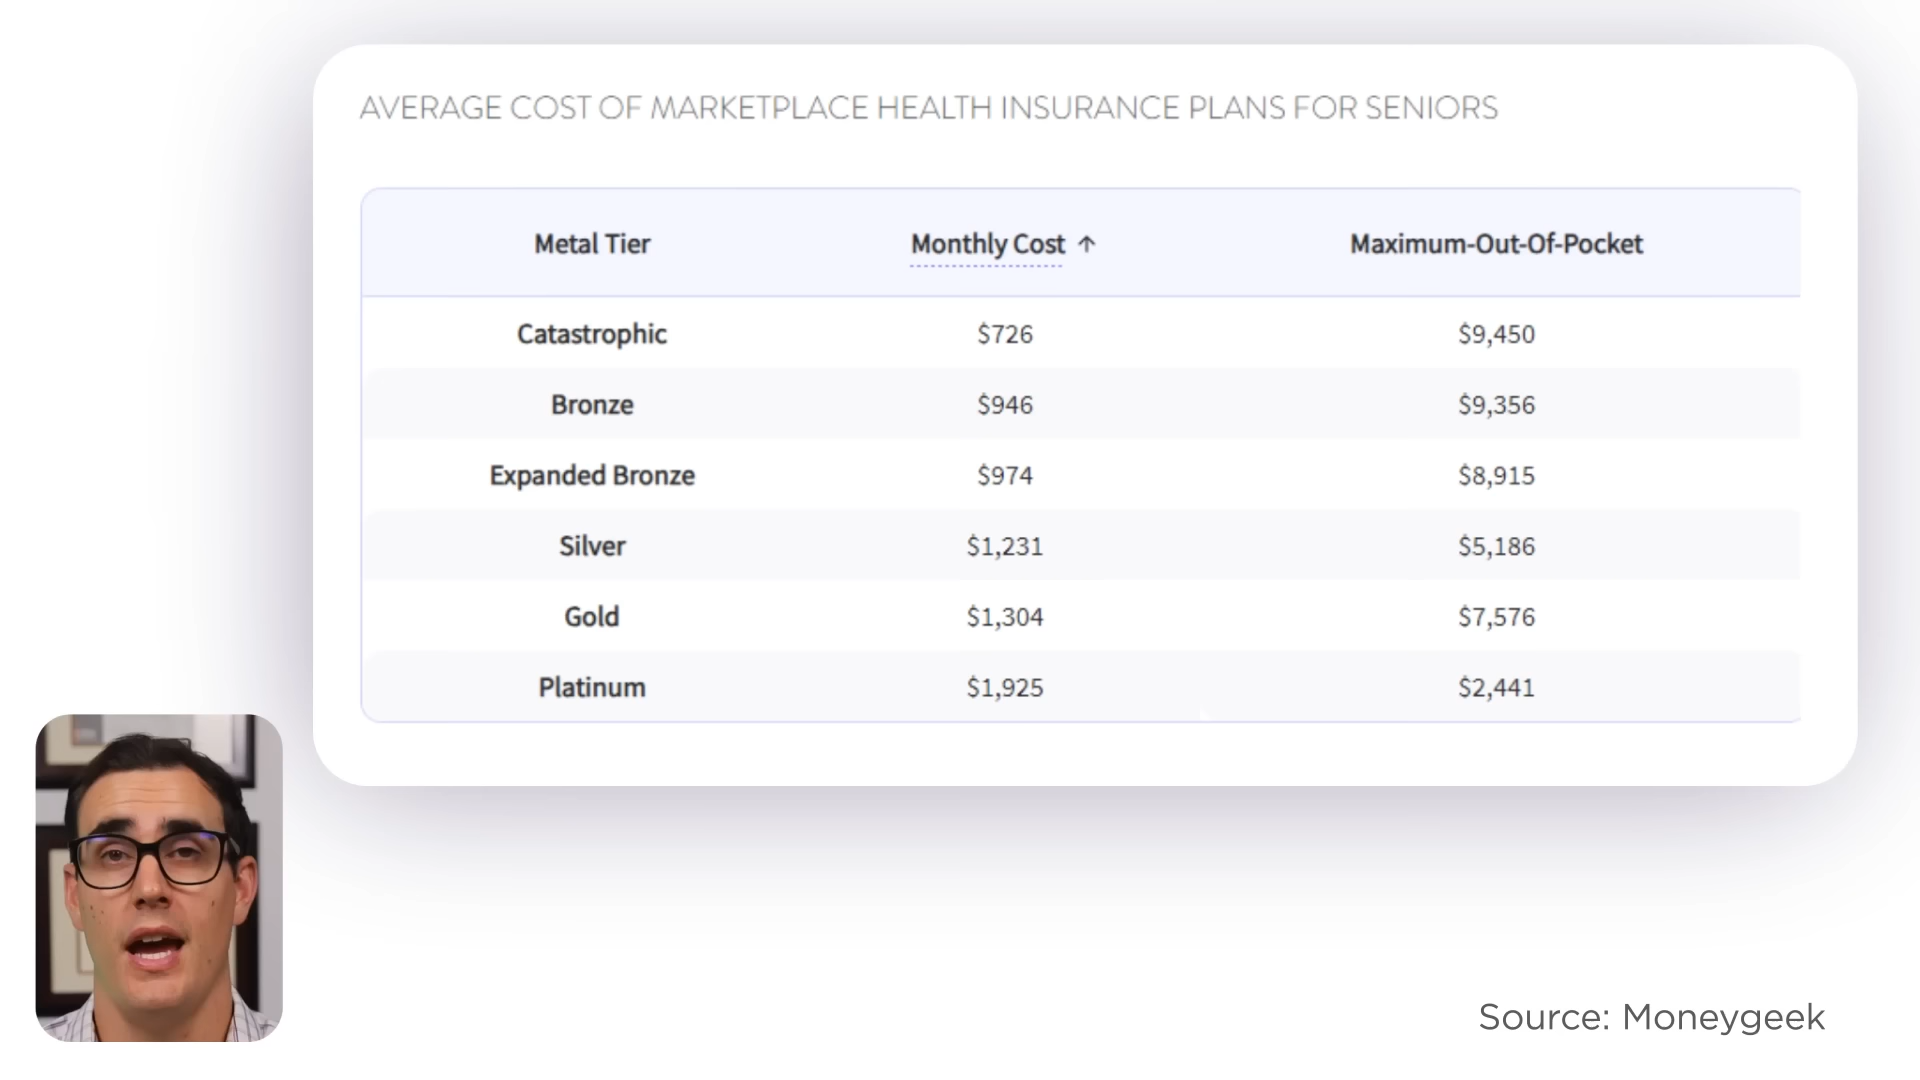 AVERAGE COST OF MARKETPLACE HEALTH INSURANCE PLANS FOR SENIORS
Metal Tier Monthly Cost ↑ Maximum-Out-Of-Pocket
Catastrophic $726 $9,450
Bronze $946 $9,356
Expanded Bronze $974 $8,915
Silver $1,231 $5,186
Gold $1,304 $7,576
Platinum $1,925 $2,441
Source: Moneygeek